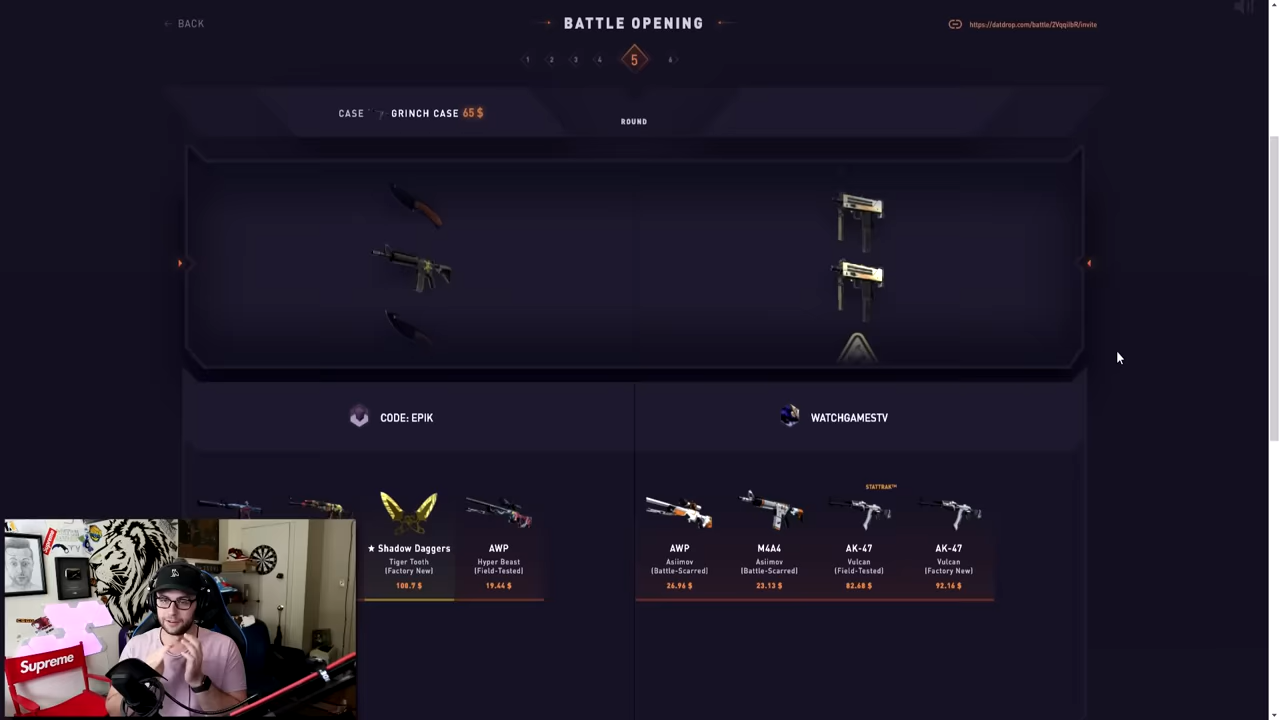 ← BACK
BATTLE OPENING
https://datdrop.com/battle/2VqqilbR/invite
1 2 3 4 5 6
CASE GRINCH CASE 65 $
ROUND
CODE: EPIK
WATCHGAMESTV
STATTRAK™
★ Shadow Daggers
Tiger Tooth
(Factory New)
108.7 $
AWP
Hyper Beast
(Field-Tested)
19.44 $
AWP
Asiimov
(Battle-Scarred)
26.96 $
M4A4
Asiimov
(Battle-Scarred)
23.13 $
AK-47
Vulcan
(Field-Tested)
82.68 $
AK-47
Vulcan
(Factory New)
92.16 $
Supreme